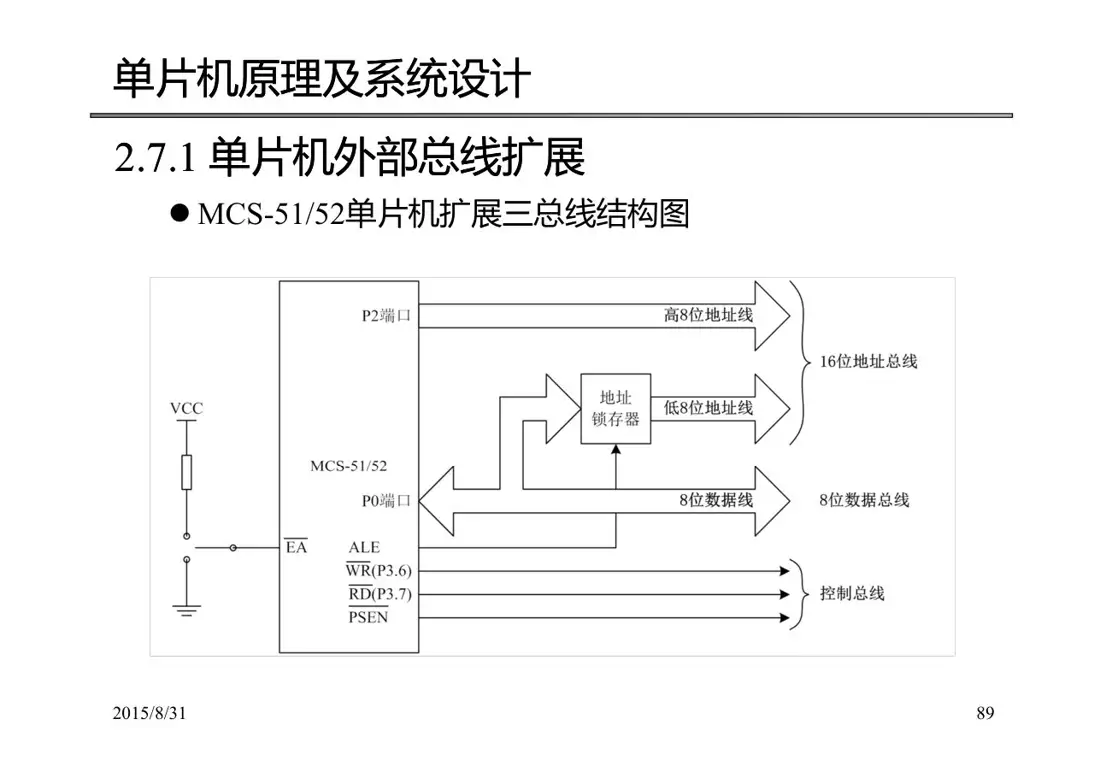 单片机原理及系统设计
2.7.1 单片机外部总线扩展
● MCS-51/52单片机扩展三总线结构图
P2端口
高8位地址线
16位地址总线
地址
锁存器
低8位地址线
VCC
MCS-51/52
P0端口
8位数据线
8位数据总线
E̅A̅
ALE
W̅R̅(P3.6)
R̅D̅(P3.7)
P̅S̅E̅N̅
控制总线
2015/8/31
89